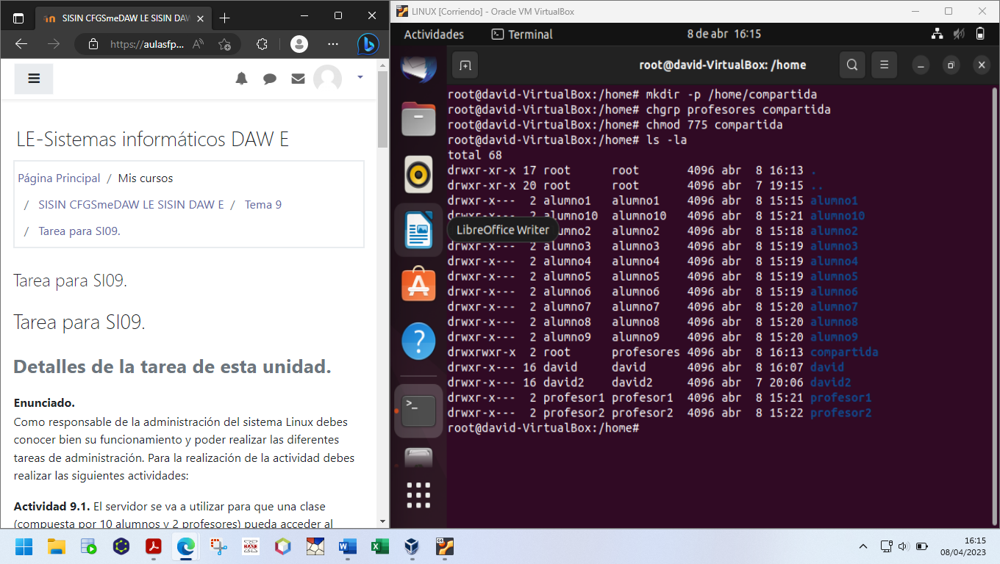 SISIN CFGSmeDAW LE SISIN DAW
https://aulasfp...
LE-Sistemas informáticos DAW E
Página Principal / Mis cursos
/ SISIN CFGSmeDAW LE SISIN DAW E / Tema 9
/ Tarea para SI09.
Tarea para SI09.
Tarea para SI09.
Detalles de la tarea de esta unidad.
Enunciado.
Como responsable de la administración del sistema Linux debes
conocer bien su funcionamiento y poder realizar las diferentes
tareas de administración. Para la realización de la actividad debes
realizar las siguientes actividades:
Actividad 9.1. El servidor se va a utilizar para que una clase
(compuesta por 10 alumnos y 2 profesores) pueda acceder al
LINUX [Corriendo] - Oracle VM VirtualBox
Actividades Terminal 8 de abr 16:15
root@david-VirtualBox: /home
root@david-VirtualBox:/home# mkdir -p /home/compartida
root@david-VirtualBox:/home# chgrp profesores compartida
root@david-VirtualBox:/home# chmod 775 compartida
root@david-VirtualBox:/home# ls -la
total 68
drwxr-xr-x 17 root root 4096 abr 8 16:13 .
drwxr-xr-x 20 root root 4096 abr 7 19:15 ..
drwxr-x--- 2 alumno1 alumno1 4096 abr 8 15:15 alumno1
drwxr-x--- 2 alumno10 alumno10 4096 abr 8 15:21 alumno10
LibreOffice Writer alumno2 4096 abr 8 15:18 alumno2
drwxr-x--- 2 alumno3 alumno3 4096 abr 8 15:19 alumno3
drwxr-x--- 2 alumno4 alumno4 4096 abr 8 15:19 alumno4
drwxr-x--- 2 alumno5 alumno5 4096 abr 8 15:19 alumno5
drwxr-x--- 2 alumno6 alumno6 4096 abr 8 15:19 alumno6
drwxr-x--- 2 alumno7 alumno7 4096 abr 8 15:20 alumno7
drwxr-x--- 2 alumno8 alumno8 4096 abr 8 15:20 alumno8
drwxr-x--- 2 alumno9 alumno9 4096 abr 8 15:20 alumno9
drwxrwxr-x 2 root profesores 4096 abr 8 16:13 compartida
drwxr-x--- 16 david david 4096 abr 8 16:07 david
drwxr-x--- 16 david2 david2 4096 abr 7 20:06 david2
drwxr-x--- 2 profesor1 profesor1 4096 abr 8 15:21 profesor1
drwxr-x--- 2 profesor2 profesor2 4096 abr 8 15:22 profesor2
root@david-VirtualBox:/home#
16:15
08/04/2023